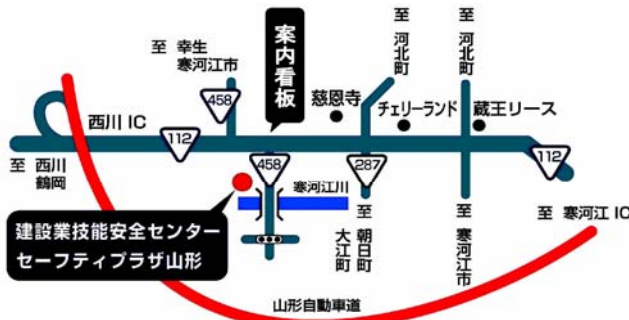 至 幸生
寒河江市
案内看板
至 河北町
至 河北町
458
慈恩寺
チェリーランド
蔵王リース
西川 IC
112
458
287
112
至 西川
鶴岡
寒河江川
建設業技能安全センター
セーフティプラザ山形
至 朝日町
大江町
至 寒河江市
至 寒河江 IC
山形自動車道